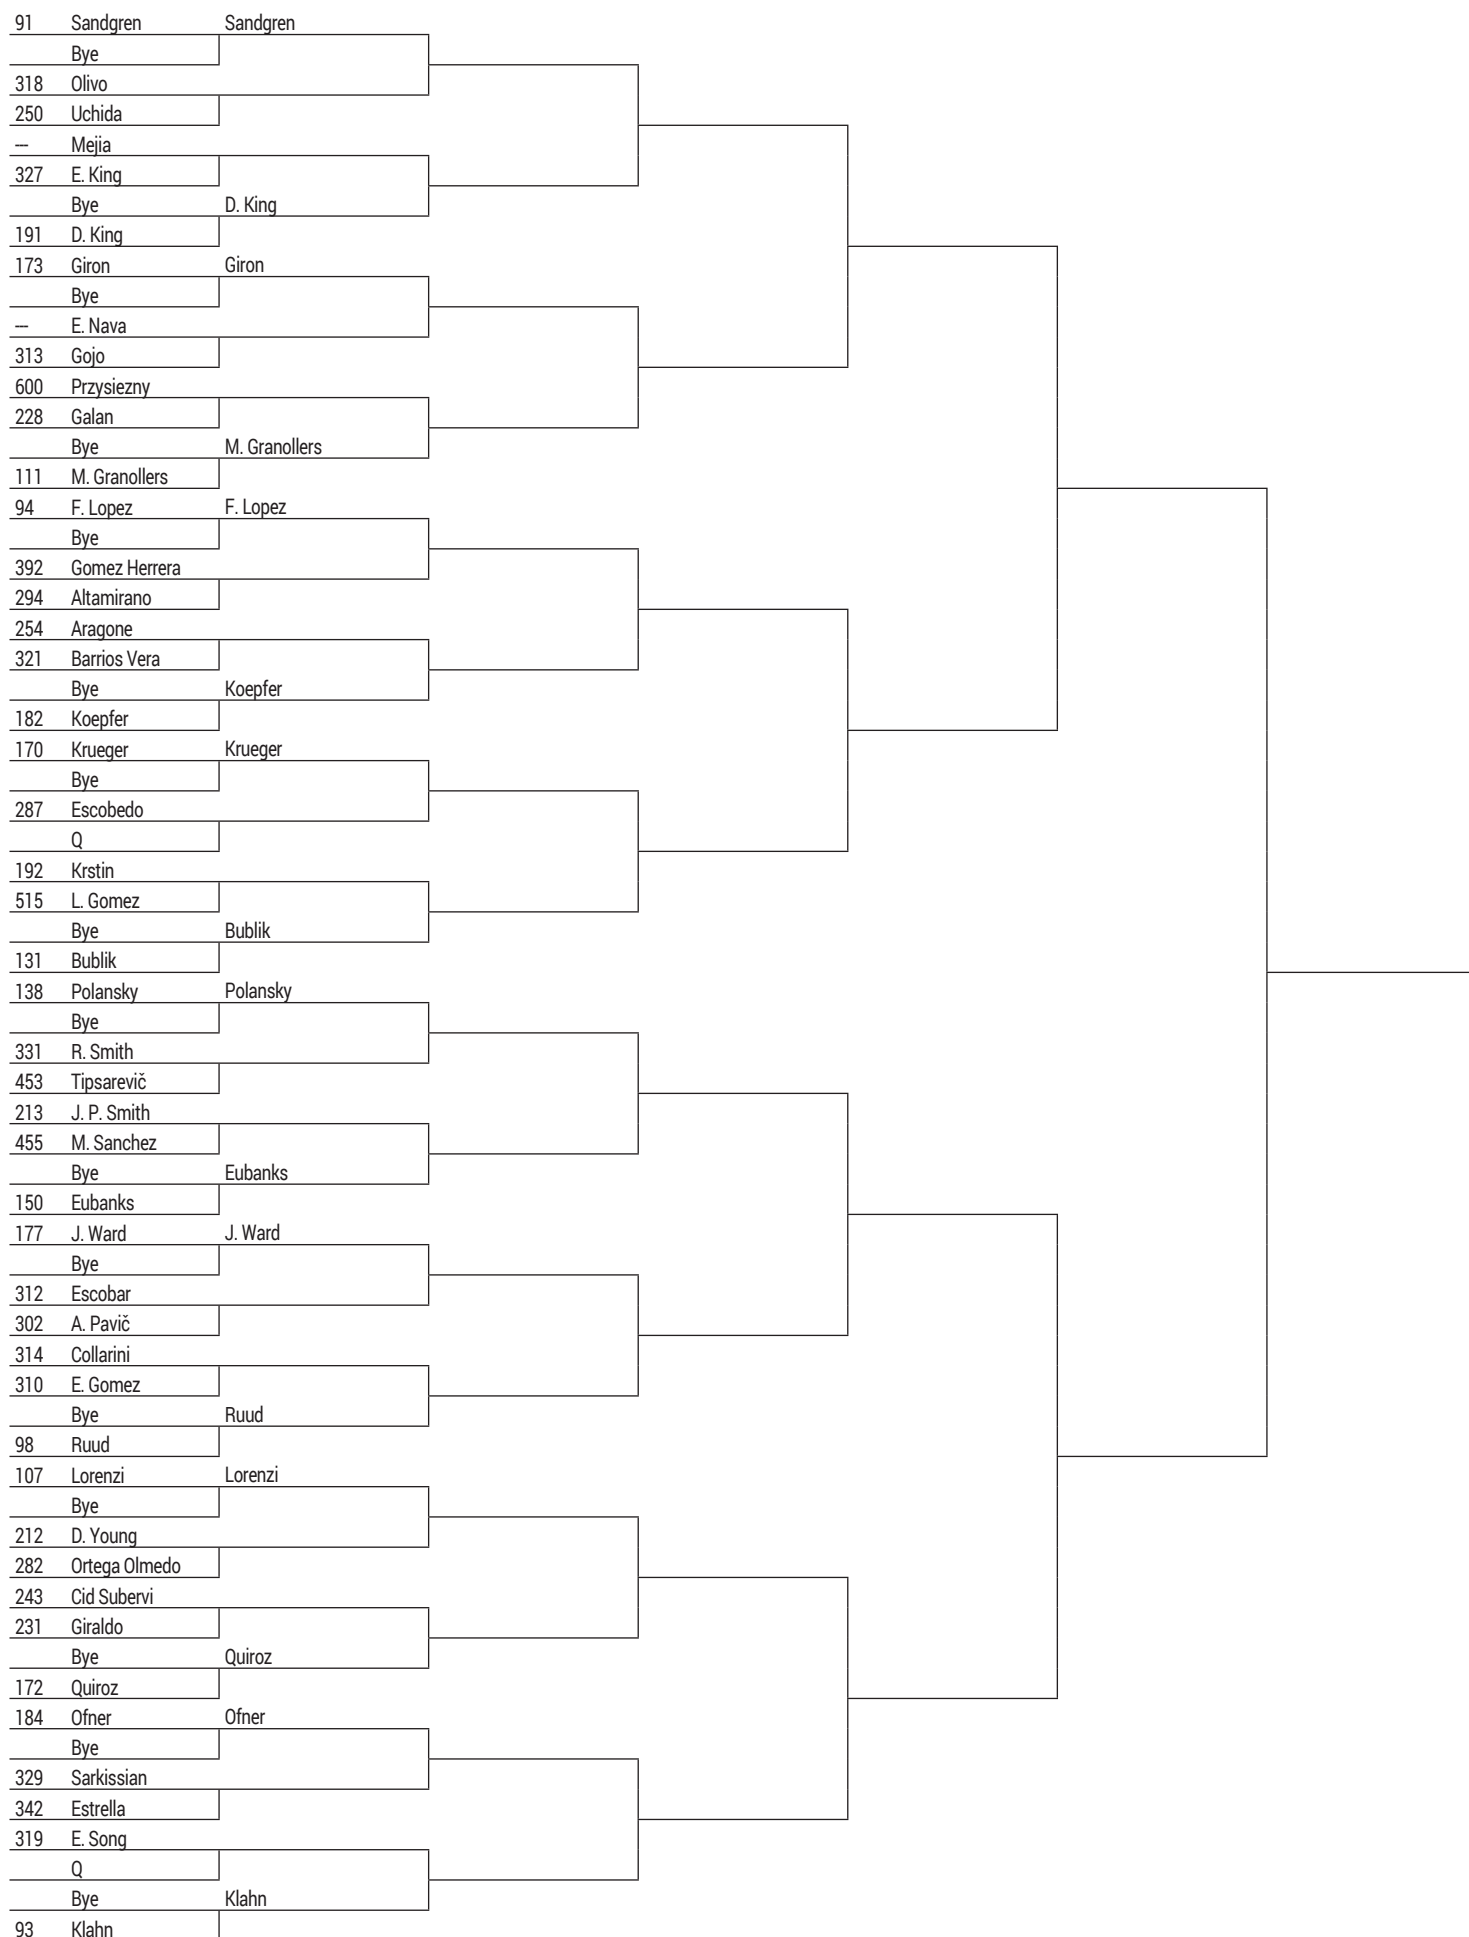 91 Sandgren Sandgren
Bye
318 Olivo
250 Uchida
--- Mejia
327 E. King
Bye D. King
191 D. King
173 Giron Giron
Bye
--- E. Nava
313 Gojo
600 Przysiezny
228 Galan
Bye M. Granollers
111 M. Granollers
94 F. Lopez F. Lopez
Bye
392 Gomez Herrera
294 Altamirano
254 Aragone
321 Barrios Vera
Bye Koepfer
182 Koepfer
170 Krueger Krueger
Bye
287 Escobedo
Q
192 Krstin
515 L. Gomez
Bye Bublik
131 Bublik
138 Polansky Polansky
Bye
331 R. Smith
453 Tipsarevič
213 J. P. Smith
455 M. Sanchez
Bye Eubanks
150 Eubanks
177 J. Ward J. Ward
Bye
312 Escobar
302 A. Pavič
314 Collarini
310 E. Gomez
Bye Ruud
98 Ruud
107 Lorenzi Lorenzi
Bye
212 D. Young
282 Ortega Olmedo
243 Cid Subervi
231 Giraldo
Bye Quiroz
172 Quiroz
184 Ofner Ofner
Bye
329 Sarkissian
342 Estrella
319 E. Song
Q
Bye Klahn
93 Klahn